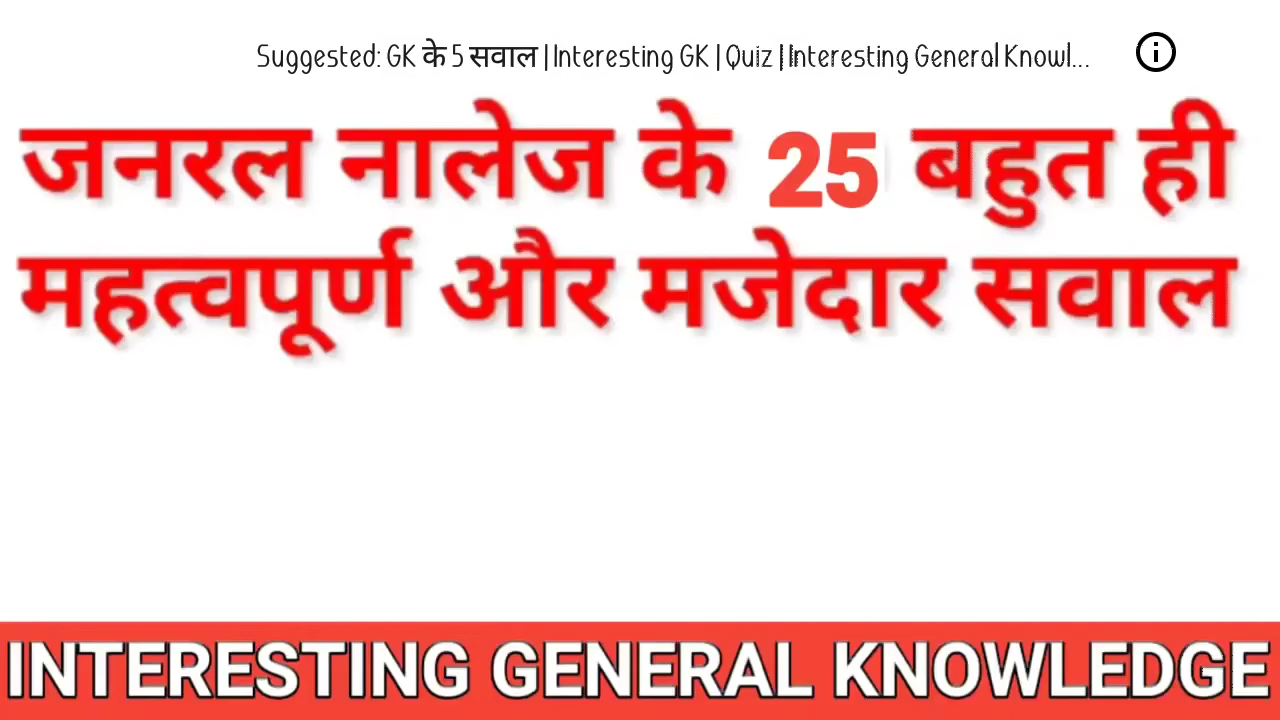 Suggested: GK के 5 सवाल | Interesting GK | Quiz | Interesting General Knowl...
जनरल नालेज के 25 बहुत ही
महत्वपूर्ण और मजेदार सवाल
INTERESTING GENERAL KNOWLEDGE